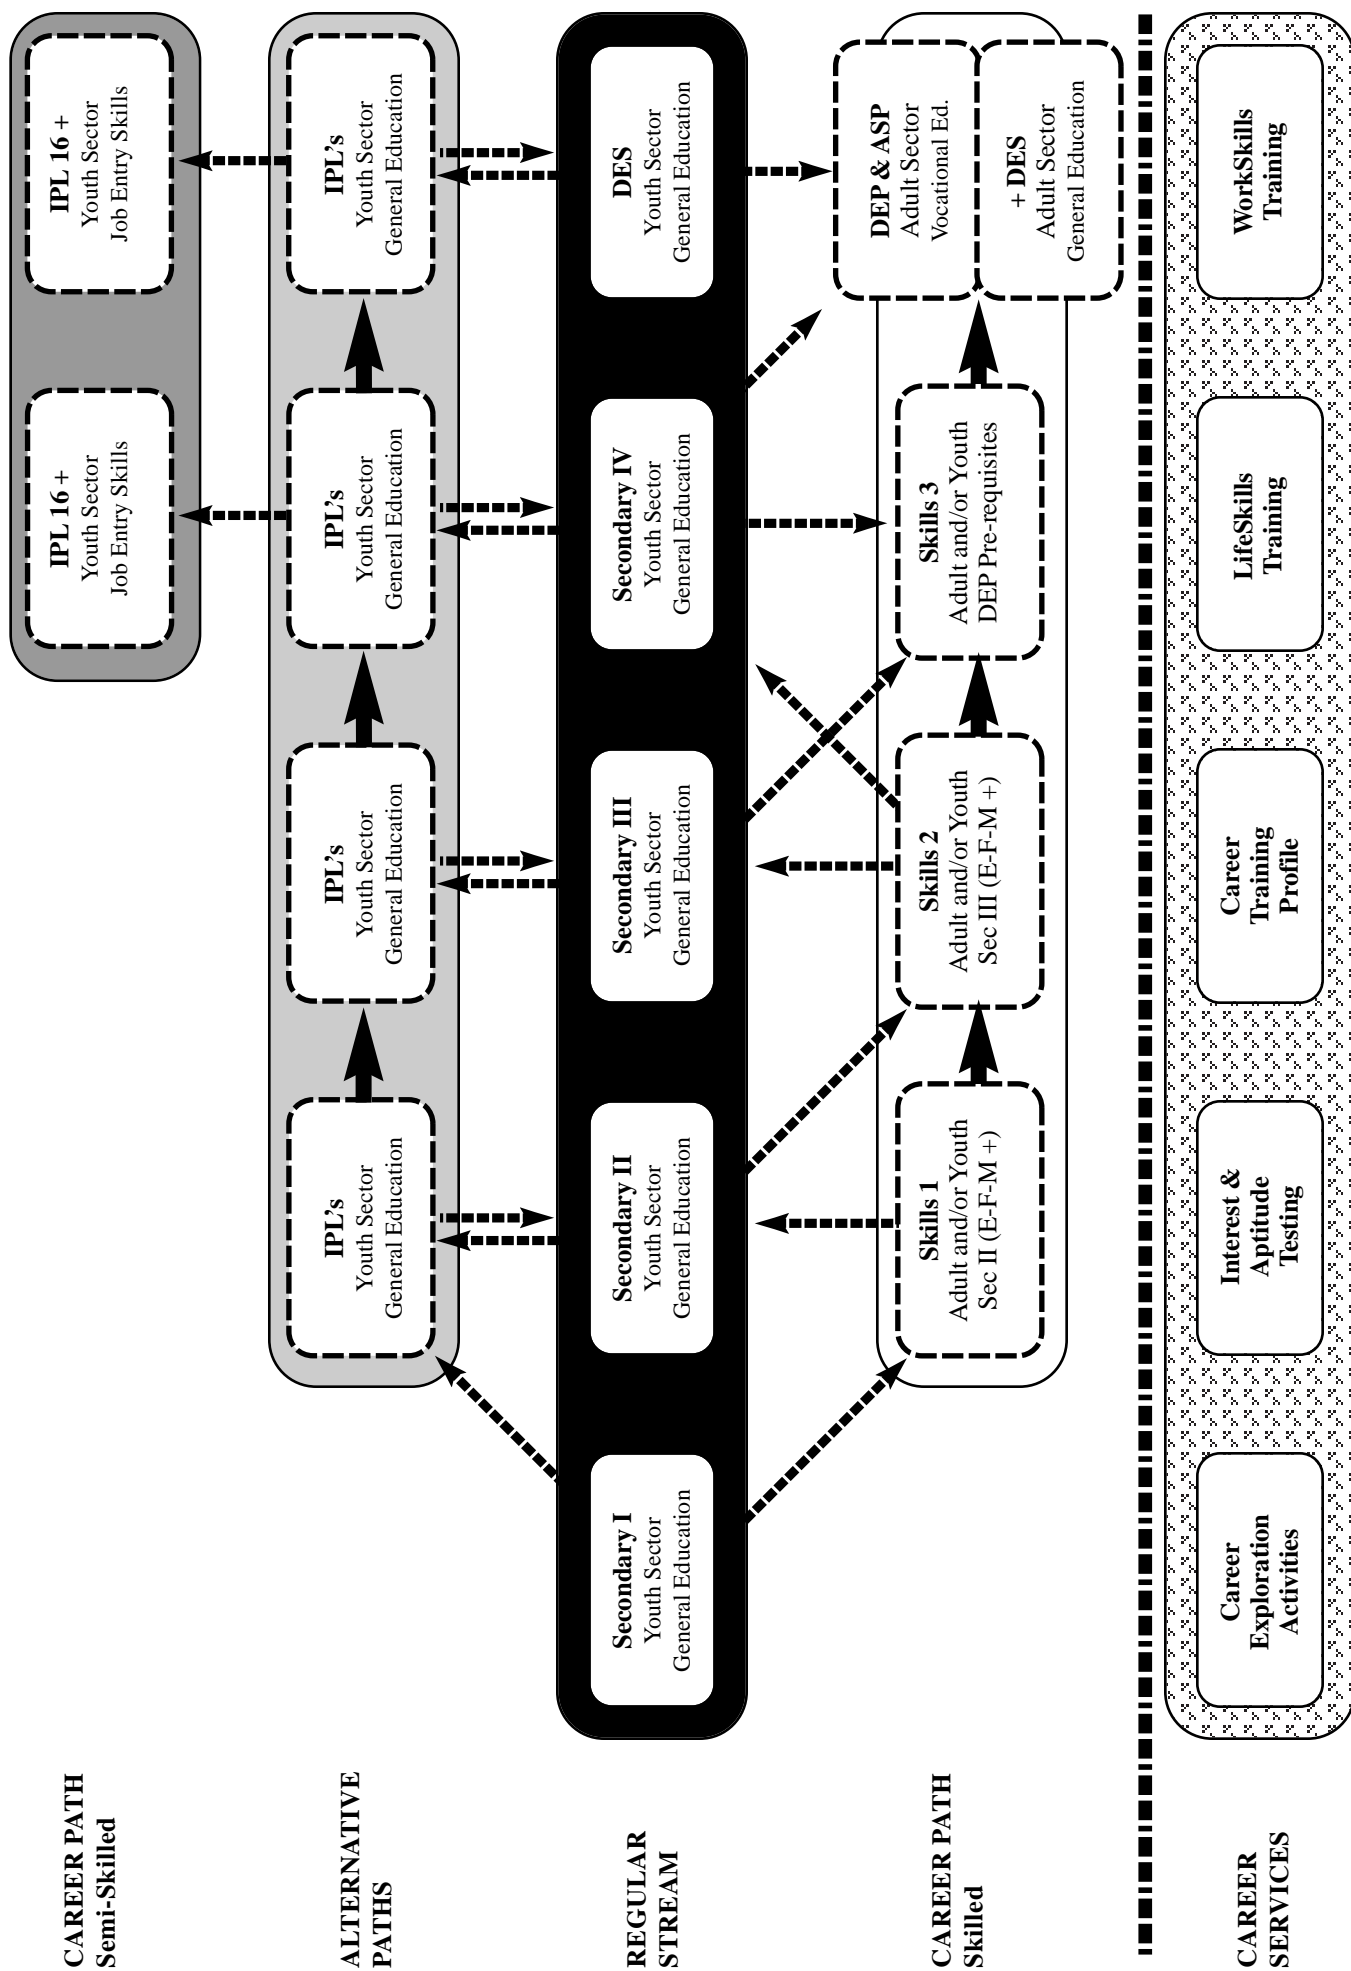 CAREER PATH
Semi-Skilled
IPL 16 +
Youth Sector
Job Entry Skills
IPL 16 +
Youth Sector
Job Entry Skills
ALTERNATIVE
PATHS
IPL's
Youth Sector
General Education
IPL's
Youth Sector
General Education
IPL's
Youth Sector
General Education
IPL's
Youth Sector
General Education
REGULAR
STREAM
Secondary I
Youth Sector
General Education
Secondary II
Youth Sector
General Education
Secondary III
Youth Sector
General Education
Secondary IV
Youth Sector
General Education
DES
Youth Sector
General Education
CAREER PATH
Skilled
Skills 1
Adult and/or Youth
Sec II (E-F-M +)
Skills 2
Adult and/or Youth
Sec III (E-F-M +)
Skills 3
Adult and/or Youth
DEP Pre-requisites
DEP & ASP
Adult Sector
Vocational Ed.
+ DES
Adult Sector
General Education
CAREER
SERVICES
Career
Exploration
Activities
Interest &
Aptitude
Testing
Career
Training
Profile
LifeSkills
Training
WorkSkills
Training